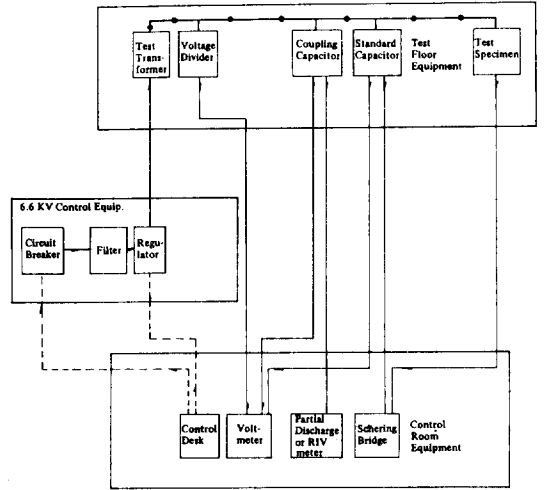 Test
Trans-
former
Voltage
Divider
Coupling
Capacitor
Standard
Capacitor
Test
Floor
Equipment
Test
Specimen
6.6 KV Control Equip.
Circuit
Breaker
Filter
Regu-
lator
Control
Desk
Volt-
meter
Partial
Discharge
or RIV
meter
Schering
Bridge
Control
Room
Equipment